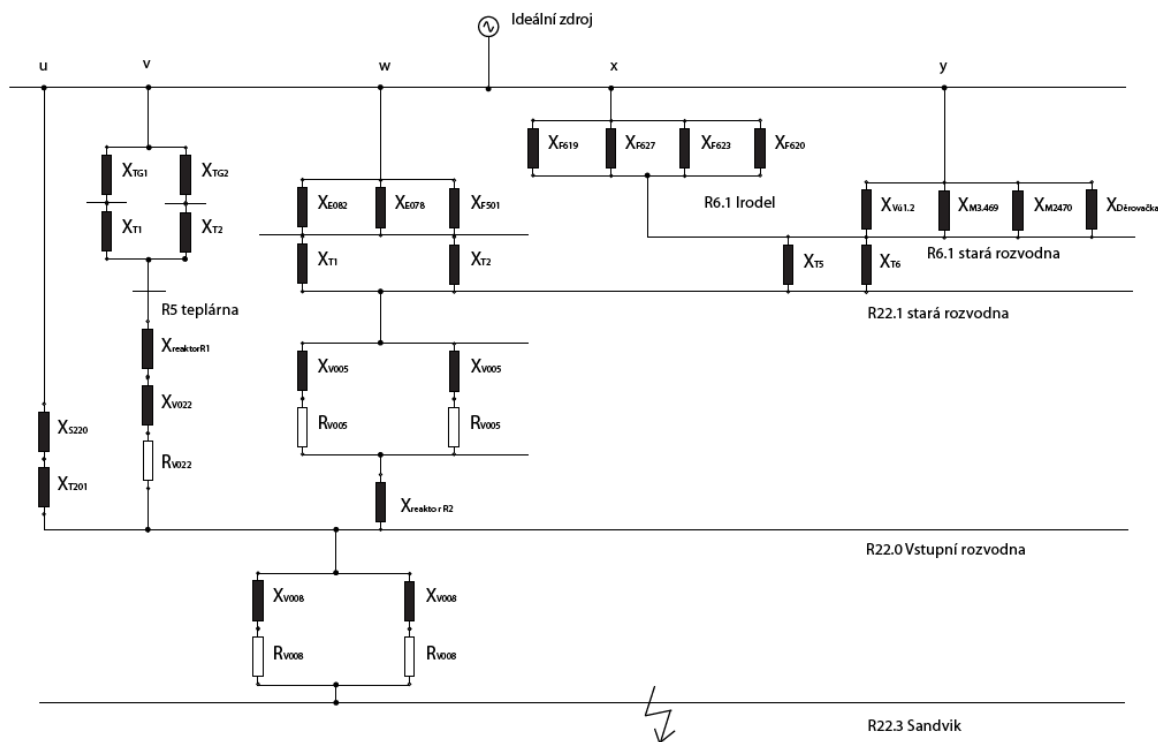 Ideální zdroj
u
v
w
x
y
XTG1
XTG2
XT1
XT2
R5 teplárna
XreaktorR1
XV022
RV022
XS220
XT201
XE082
XE078
XF501
XT1
XT2
XF619
XF627
XF623
XF620
R6.1 Irodel
XVú1.2
XM3.469
XM2470
XDěrovačka
R6.1 stará rozvodna
XT5
XT6
R22.1 stará rozvodna
XV005
XV005
RV005
RV005
Xreaktor R2
R22.0 Vstupní rozvodna
XV008
XV008
RV008
RV008
R22.3 Sandvik